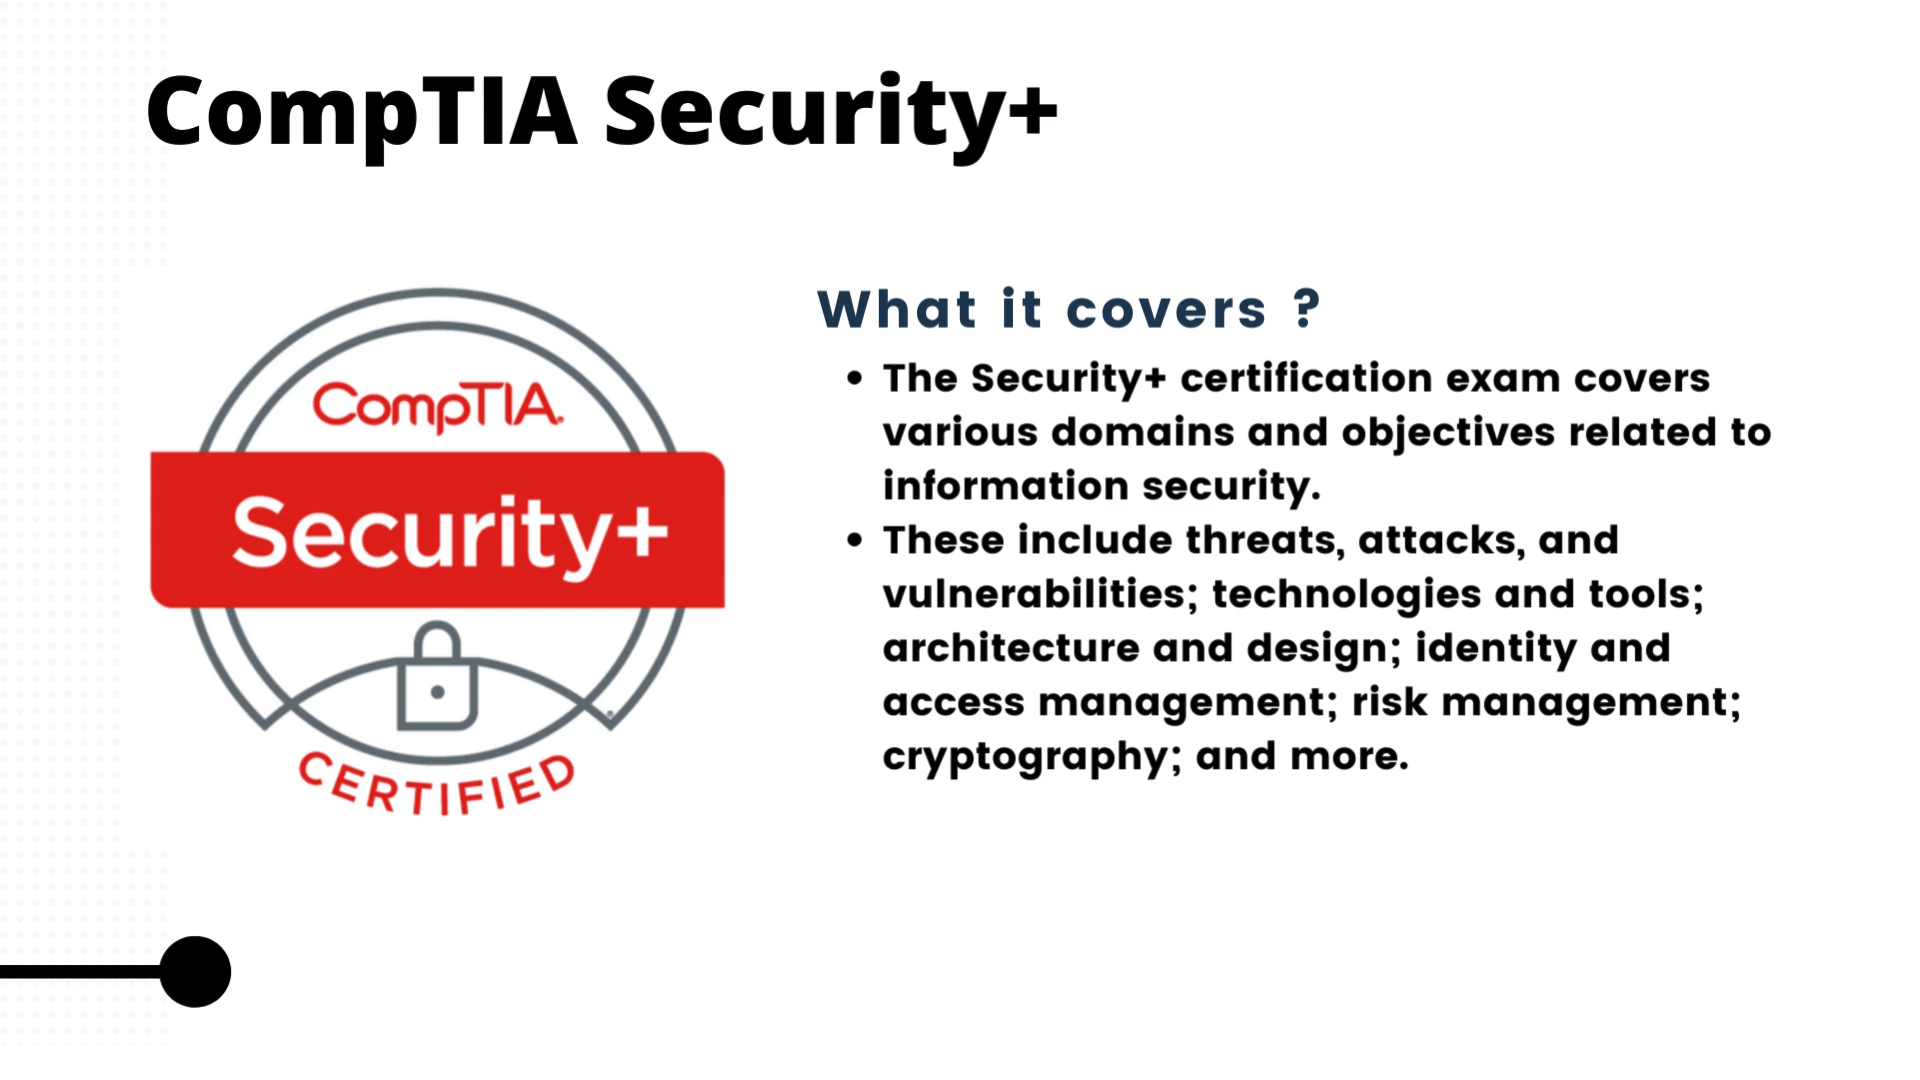 CompTIA Security+
CompTIA.
Security+
CERTIFIED
What it covers ?
• The Security+ certification exam covers
various domains and objectives related to
information security.
• These include threats, attacks, and
vulnerabilities; technologies and tools;
architecture and design; identity and
access management; risk management;
cryptography; and more.